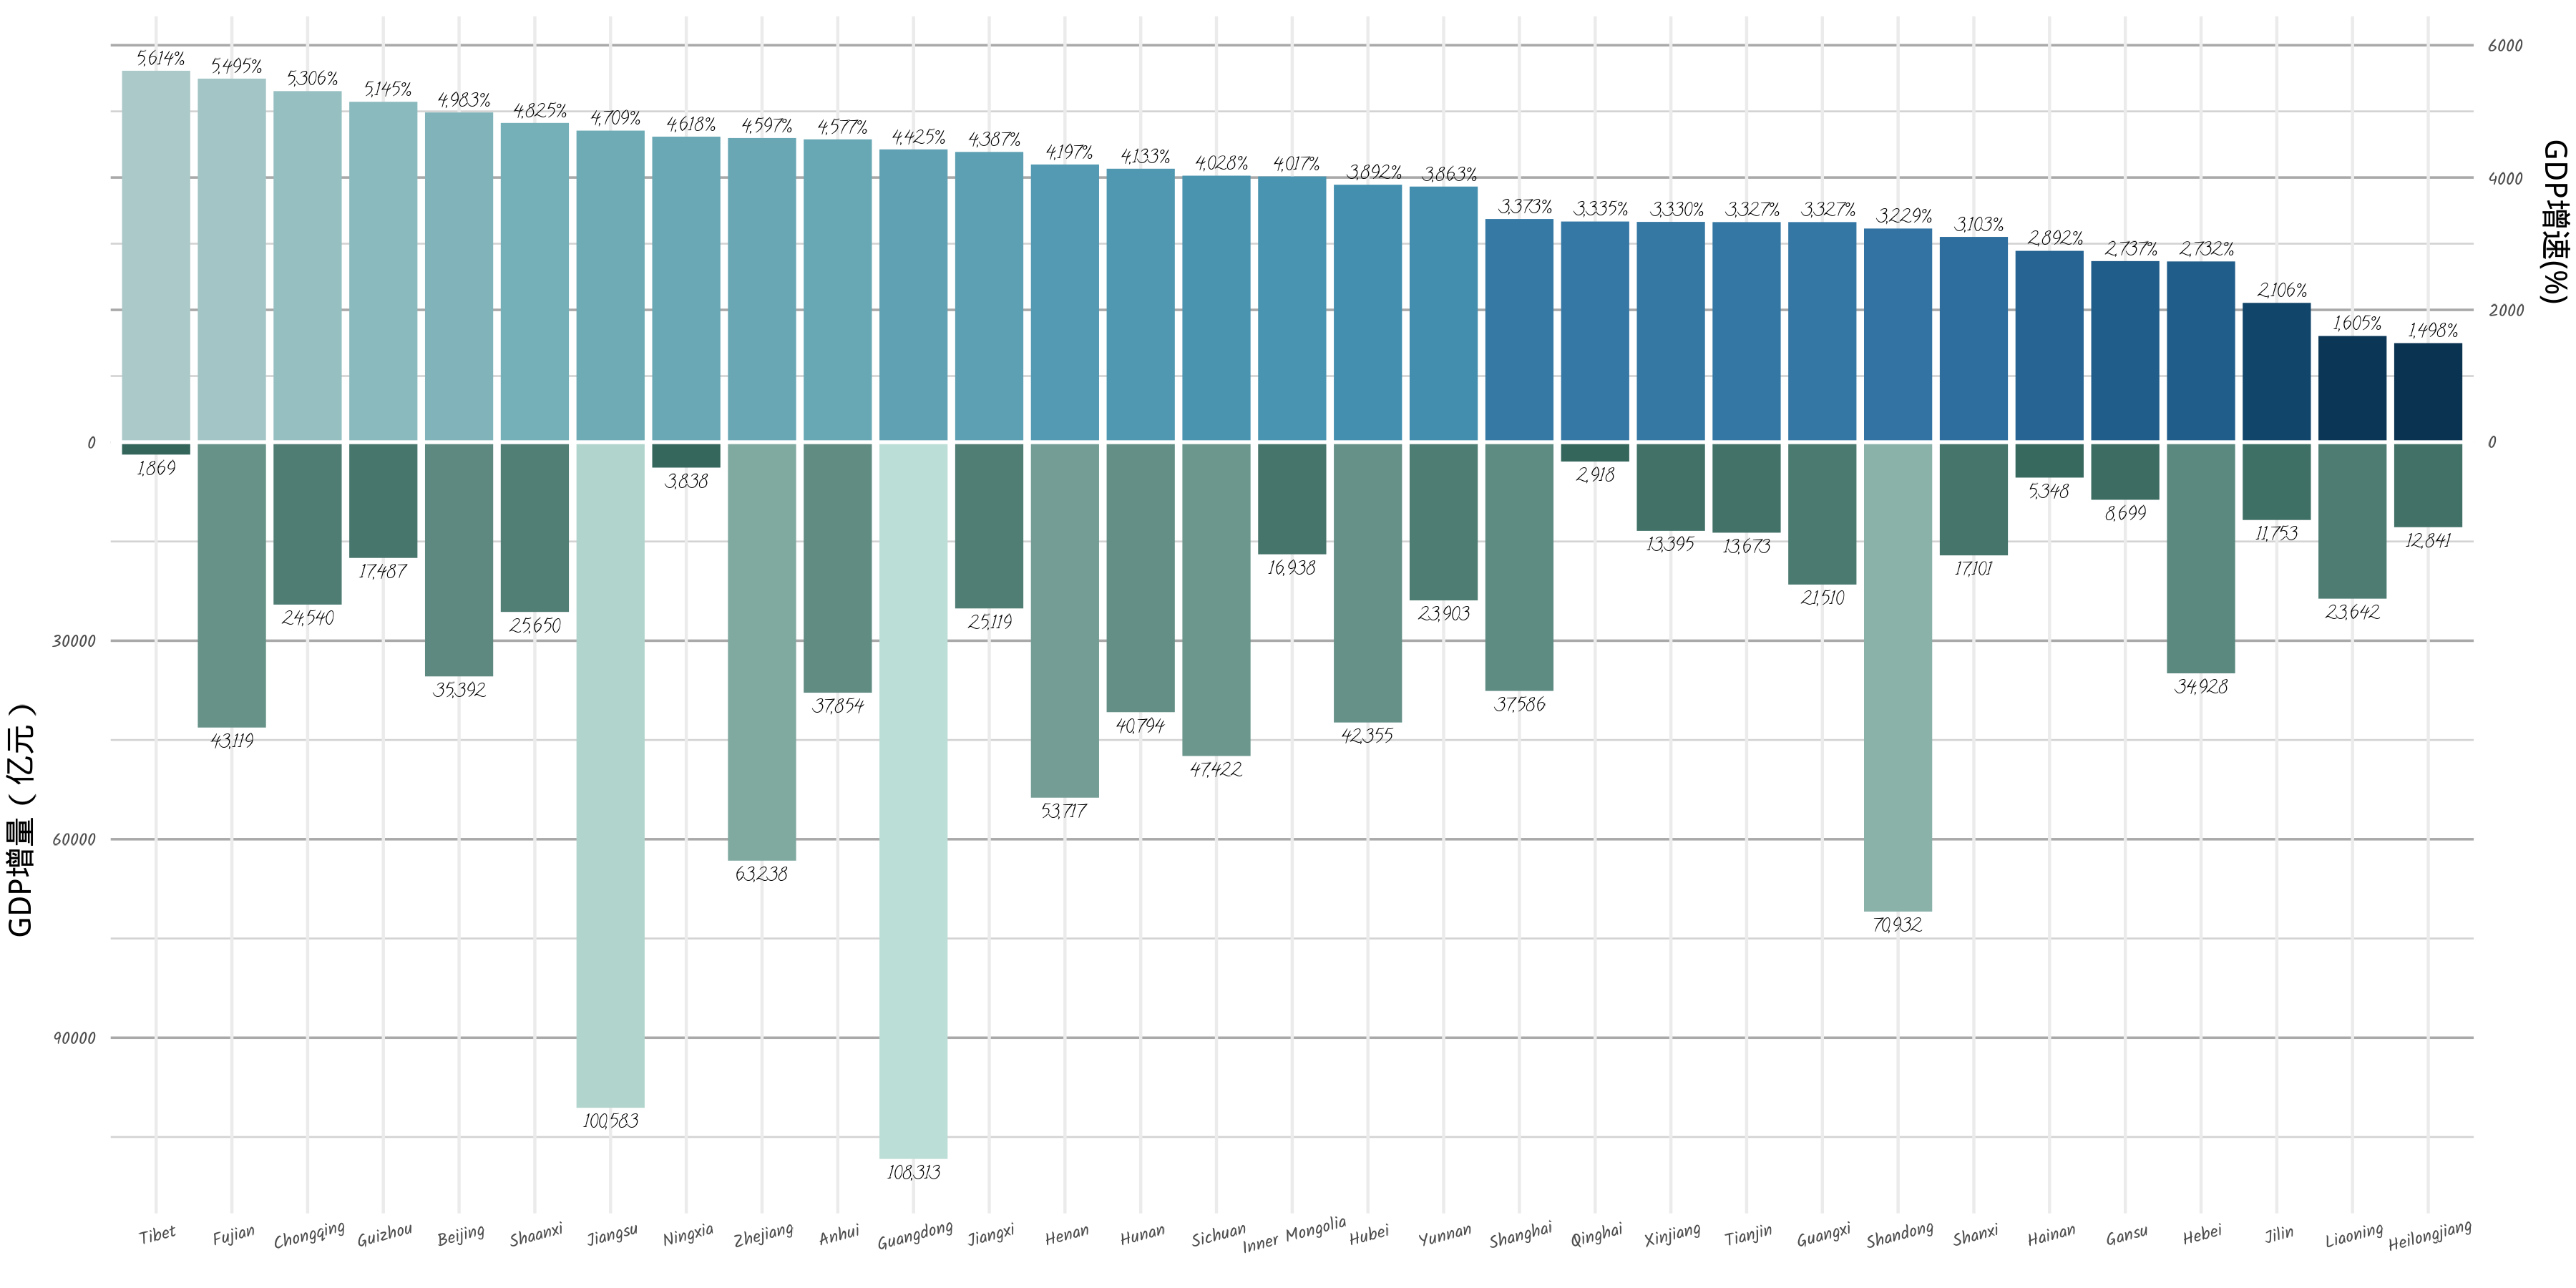 6000
5,614%
5,495%
5,306%
5,145%
4,983%
4,825%
4,709%
4,618%
4,597%
4,577%
4,425%
4,387%
4,197%
4,133%
4,028%
4,017%
3,892%
3,863%
3,373%
3,335%
3,330%
3,327%
3,327%
3,229%
3,103%
2,892%
2,737%
2,732%
2,106%
1,605%
1,498%
4000
2000
0
GDP增速(%)
0
30000
60000
90000
GDP增量（亿元）
1,869
43,119
24,540
17,487
35,392
25,650
100,583
3,838
63,238
37,854
108,313
25,119
53,717
40,794
47,422
16,938
42,355
23,903
37,586
2,918
13,395
13,673
21,510
70,932
17,101
5,348
8,699
34,928
11,753
23,642
12,841
Tibet
Fujian
Chongqing
Guizhou
Beijing
Shaanxi
Jiangsu
Ningxia
Zhejiang
Anhui
Guangdong
Jiangxi
Henan
Hunan
Sichuan
Inner Mongolia
Hubei
Yunnan
Shanghai
Qinghai
Xinjiang
Tianjin
Guangxi
Shandong
Shanxi
Hainan
Gansu
Hebei
Jilin
Liaoning
Heilongjiang